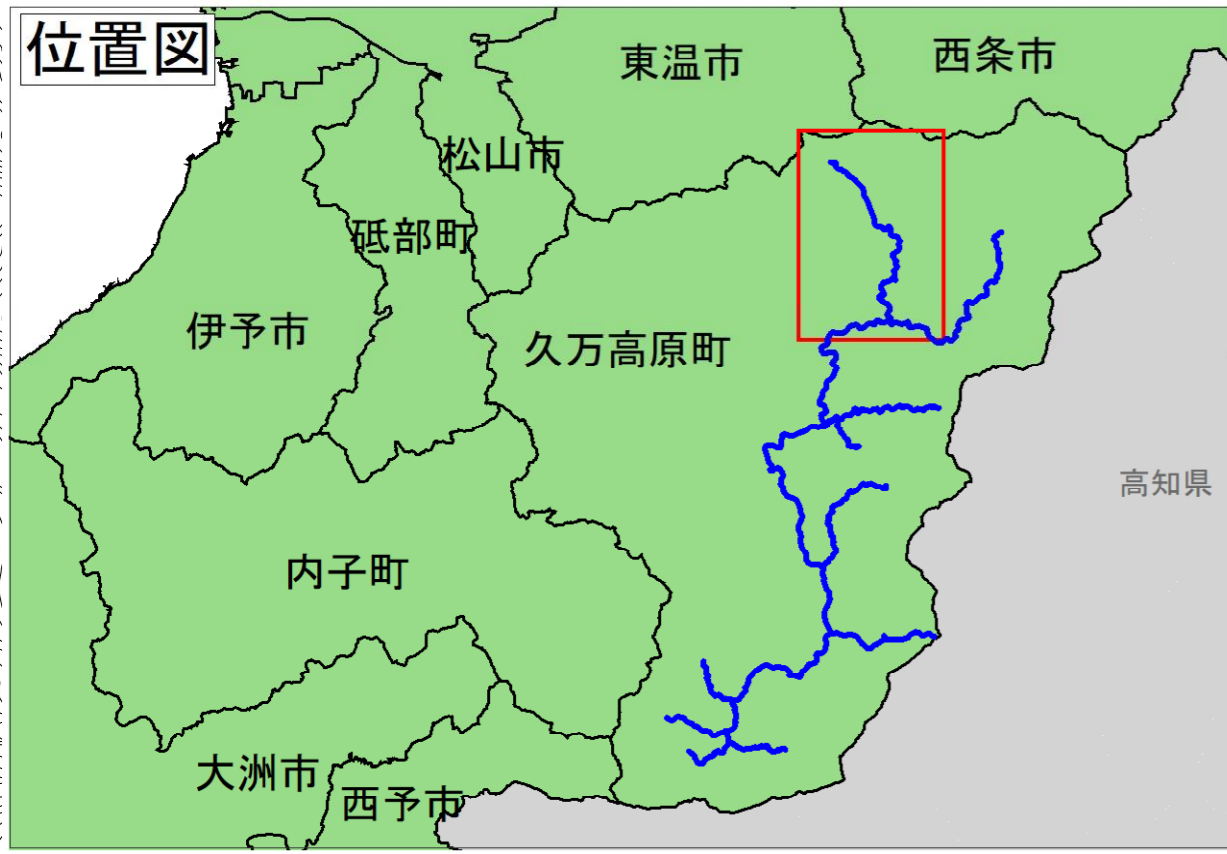 位置図
東温市
西条市
松山市
砥部町
伊予市
久万高原町
高知県
内子町
大洲市
西予市